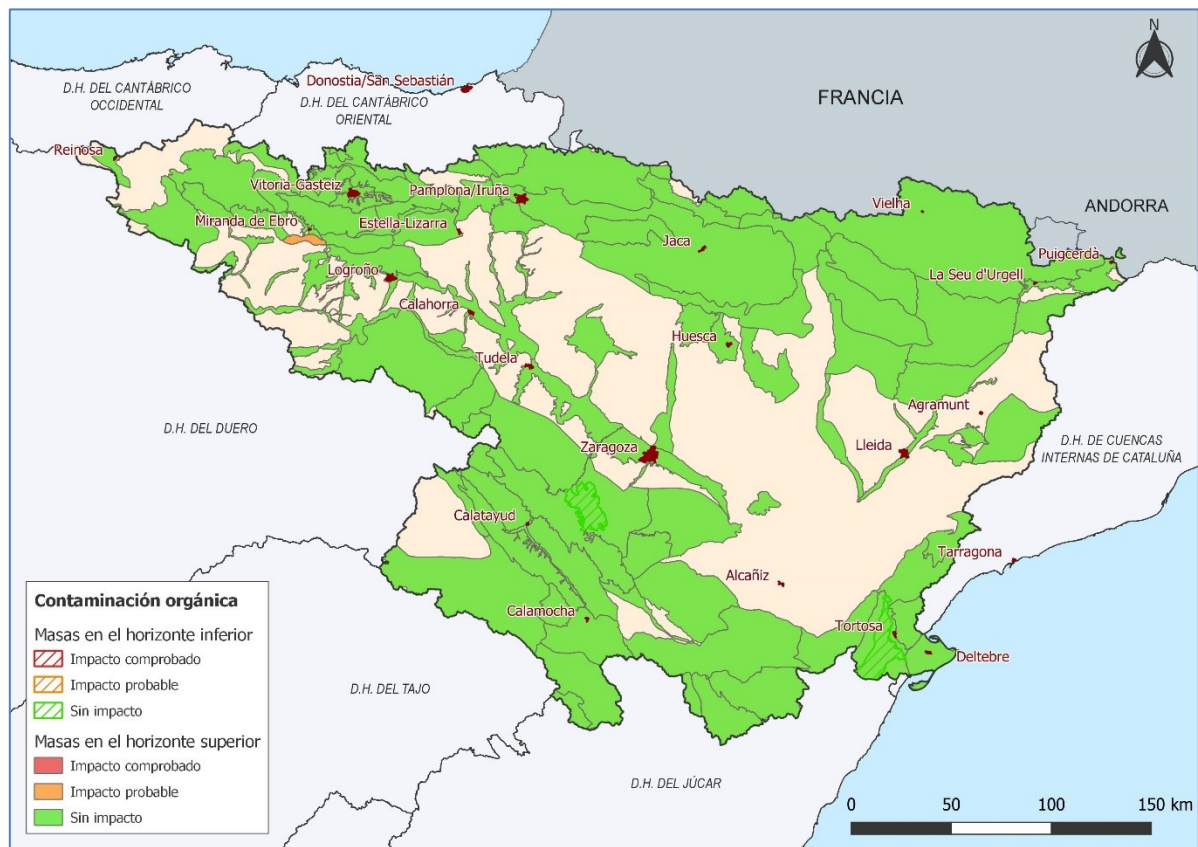 N
Donostia/San Sebastián
D.H. DEL CANTÁBRICO
OCCIDENTAL
D.H. DEL CANTÁBRICO
ORIENTAL
FRANCIA
Reinosa
Vitoria-Gasteiz
Pamplona/Iruña
Vielha
ANDORRA
Miranda de Ebro
Estella-Lizarra
Jaca
Puigcerdà
La Seu d'Urgell
Logroño
Calahorra
Huesca
Tudela
Agramunt
D.H. DEL DUERO
Zaragoza
Lleida
D.H. DE CUENCAS
INTERNAS DE CATALUÑA
Calatayud
Tarragona
Alcañiz
Calamocha
Tortosa
Deltebre
D.H. DEL TAJO
D.H. DEL JÚCAR
Contaminación orgánica
Masas en el horizonte inferior
Impacto comprobado
Impacto probable
Sin impacto
Masas en el horizonte superior
Impacto comprobado
Impacto probable
Sin impacto
0 50 100 150 km